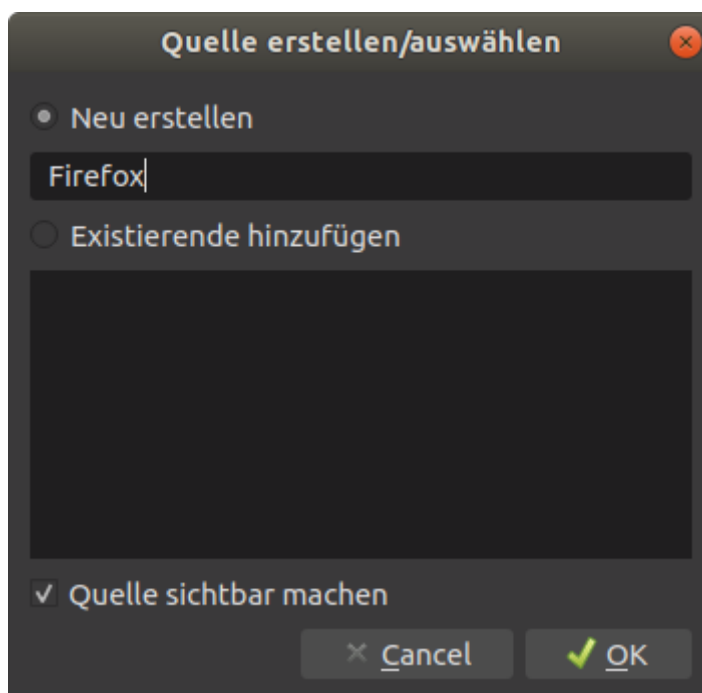 Quelle erstellen/auswählen
Neu erstellen
Firefox
Existierende hinzufügen
Quelle sichtbar machen
Cancel
OK